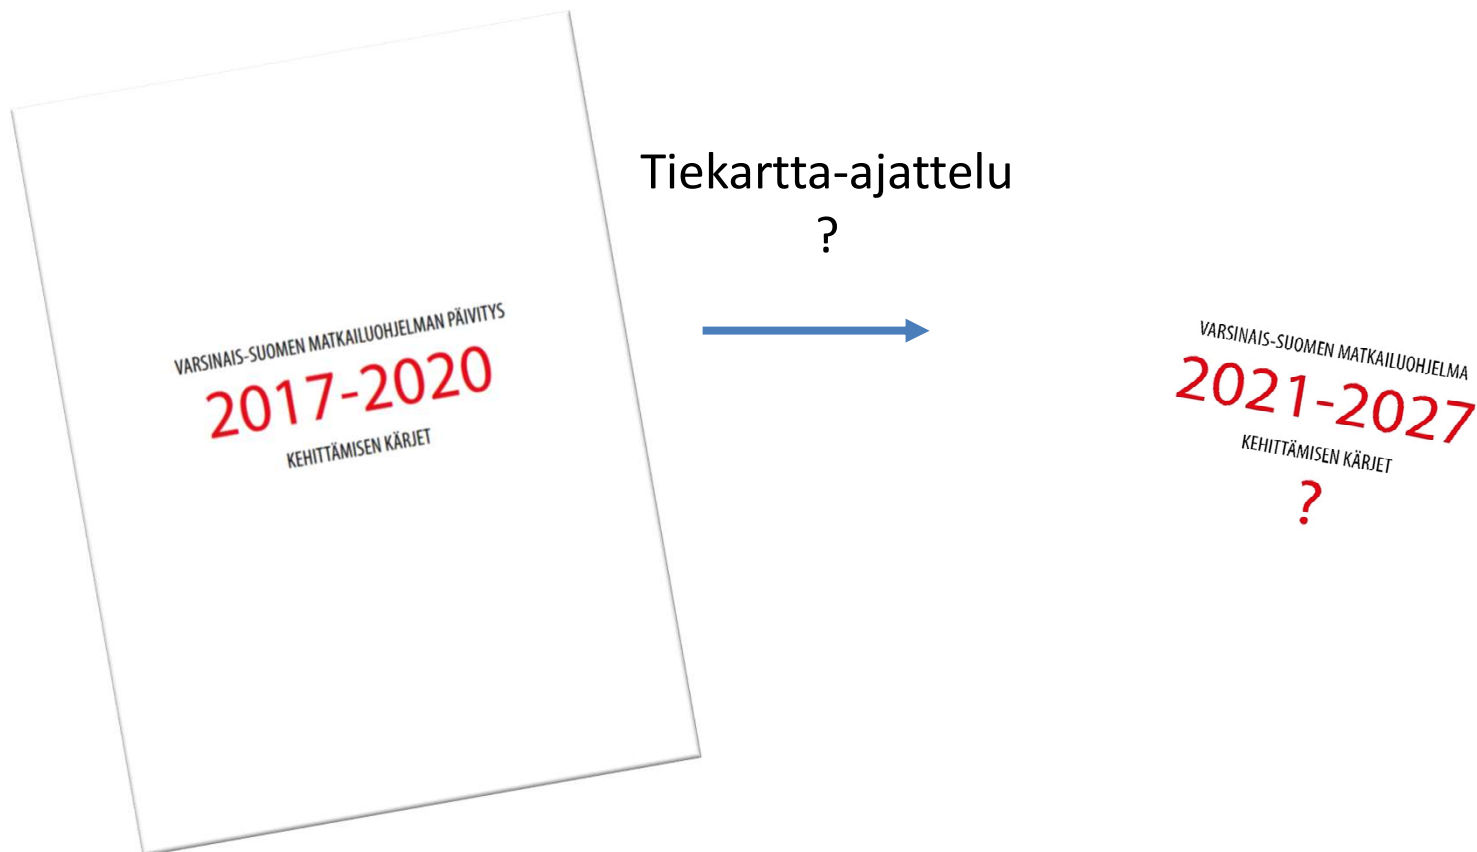 VARSINAIS-SUOMEN MATKAILUOHJELMAN PÄIVITYS
2017-2020
KEHITTÄMISEN KÄRJET
Tiekartta-ajattelu
?
VARSINAIS-SUOMEN MATKAILUOHJELMA
2021-2027
KEHITTÄMISEN KÄRJET
?